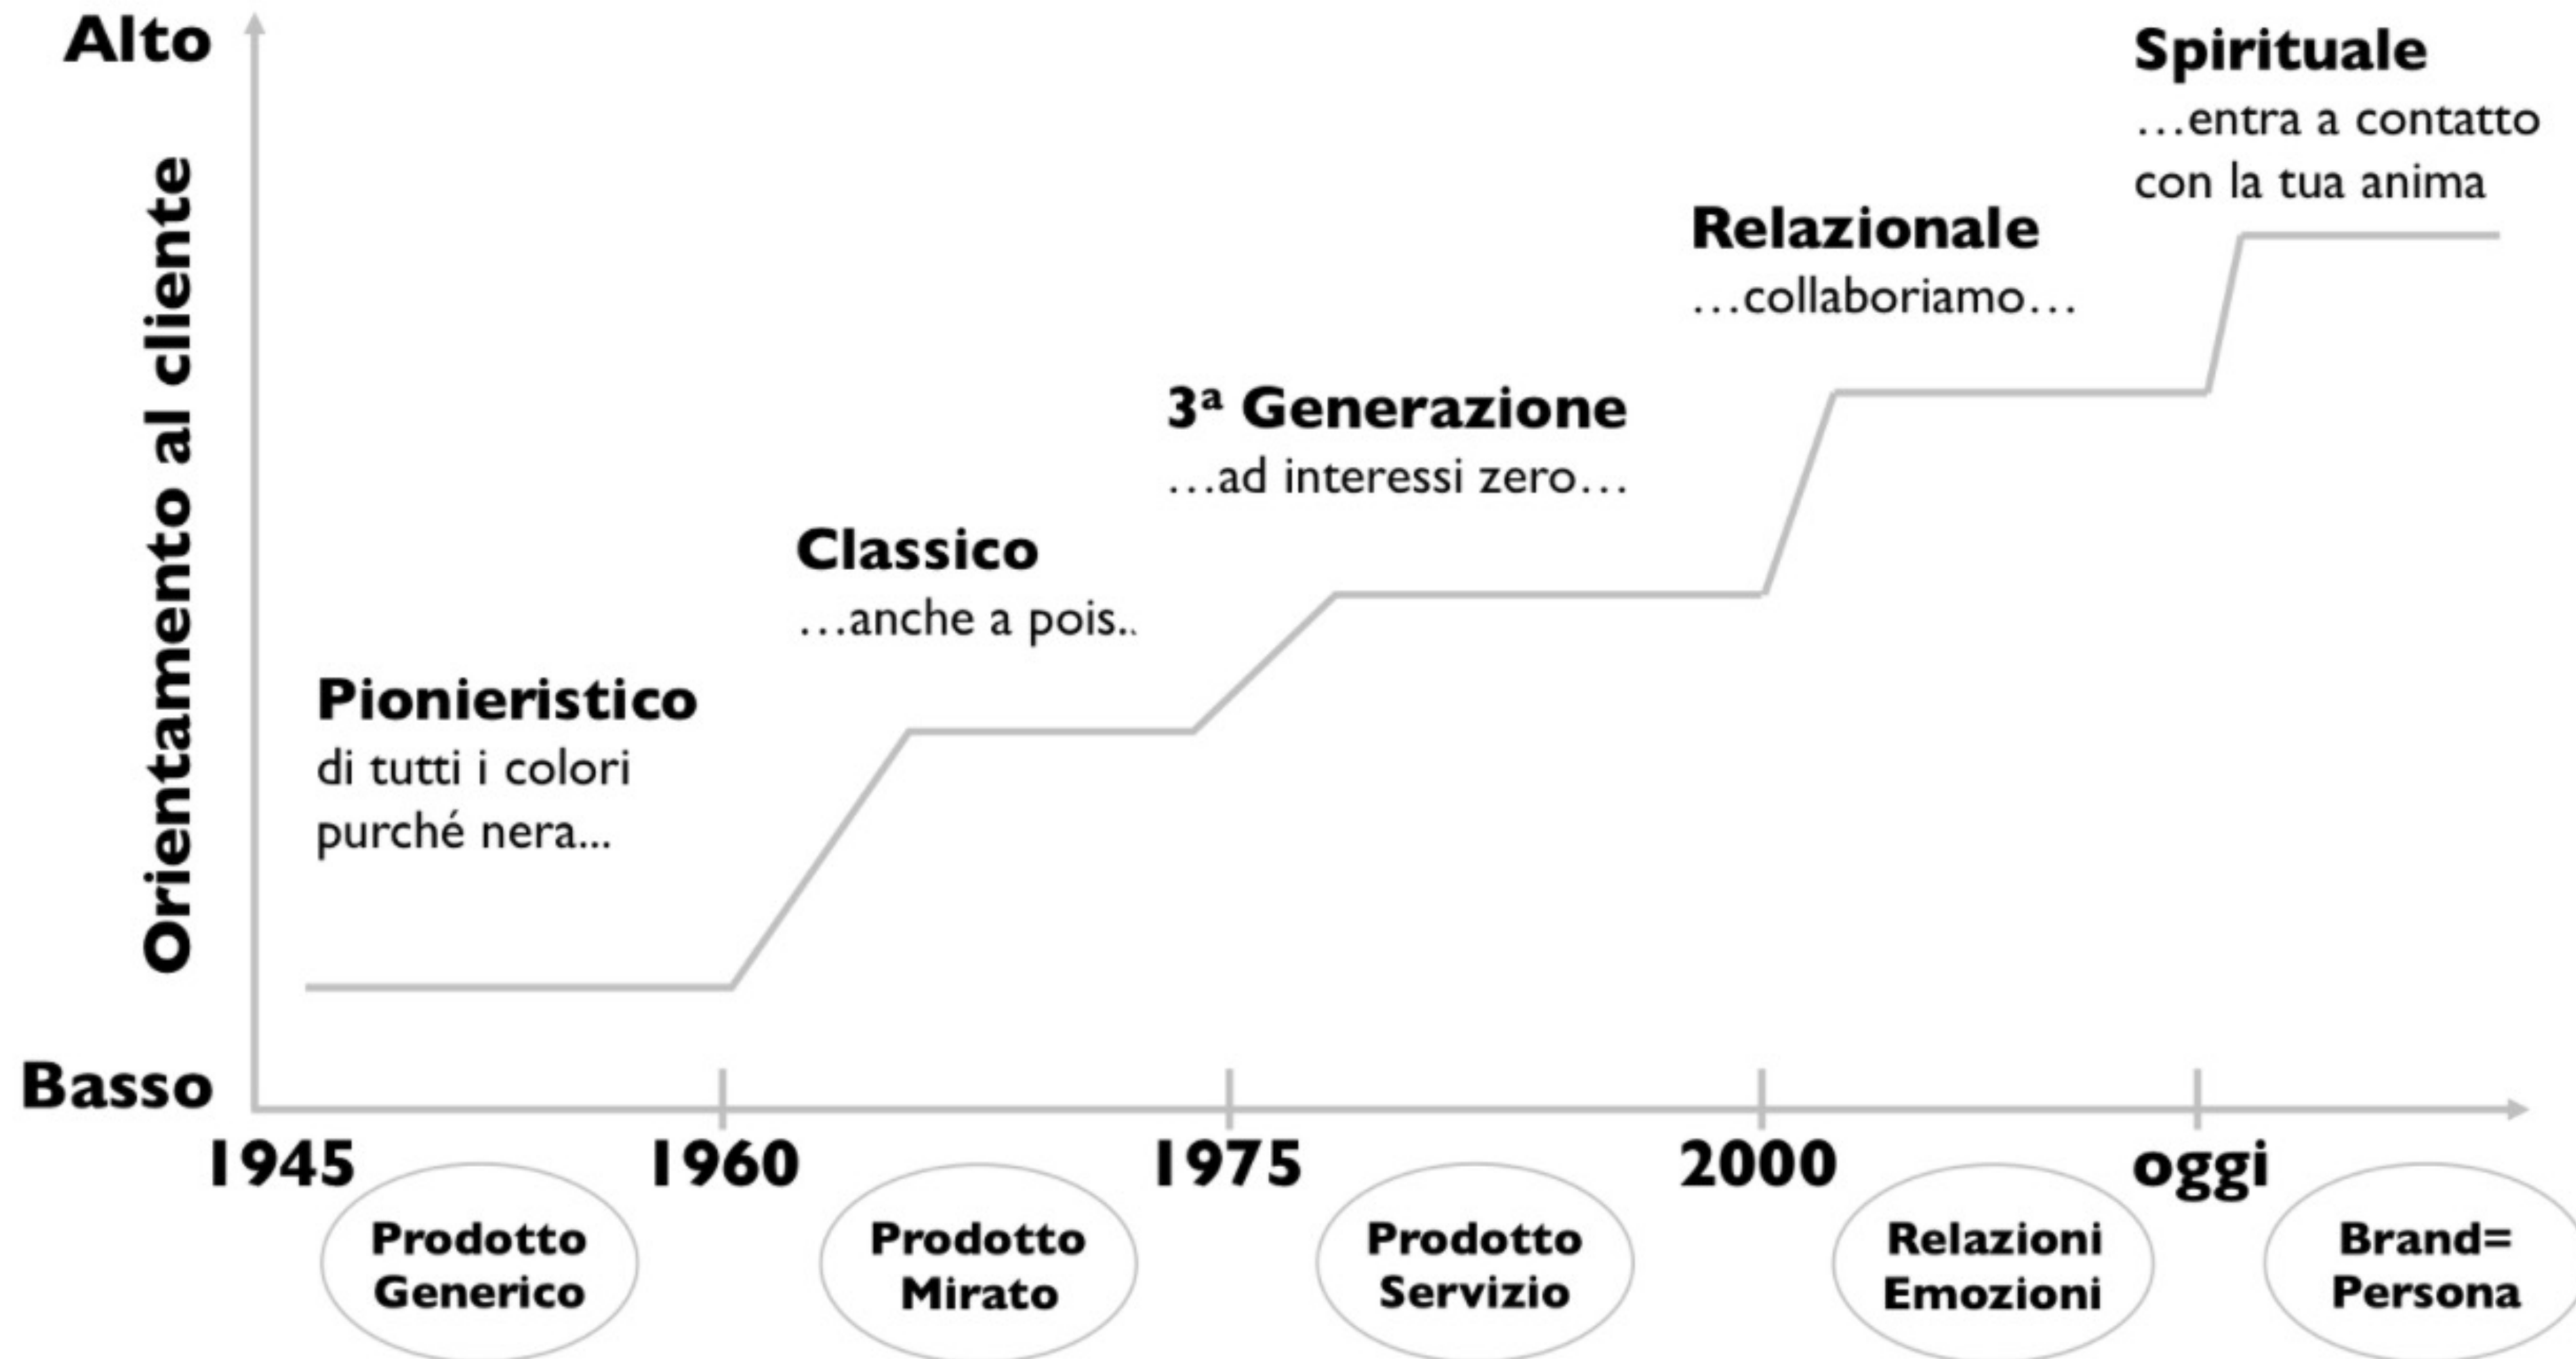 Alto
Orientamento al cliente
Basso
Pionieristico
di tutti i colori
purché nera...
Classico
…anche a pois..
3ª Generazione
…ad interessi zero…
Relazionale
…collaboriamo…
Spirituale
…entra a contatto
con la tua anima
1945
1960
1975
2000
oggi
Prodotto
Generico
Prodotto
Mirato
Prodotto
Servizio
Relazioni
Emozioni
Brand=
Persona